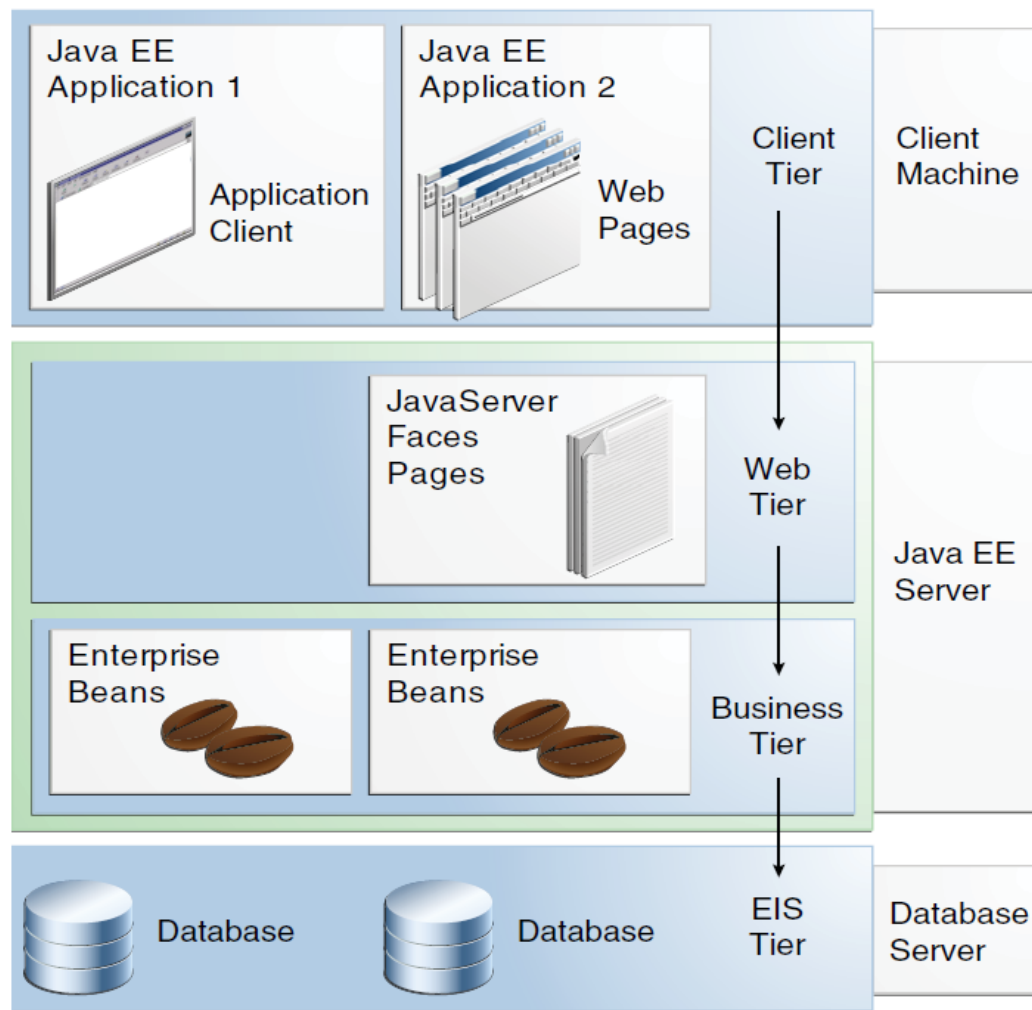 Java EE
Application 1
Application
Client
Java EE
Application 2
Web
Pages
Client
Tier
Client
Machine
JavaServer
Faces
Pages
Web
Tier
Java EE
Server
Enterprise
Beans
Enterprise
Beans
Business
Tier
Database
Database
EIS
Tier
Database
Server